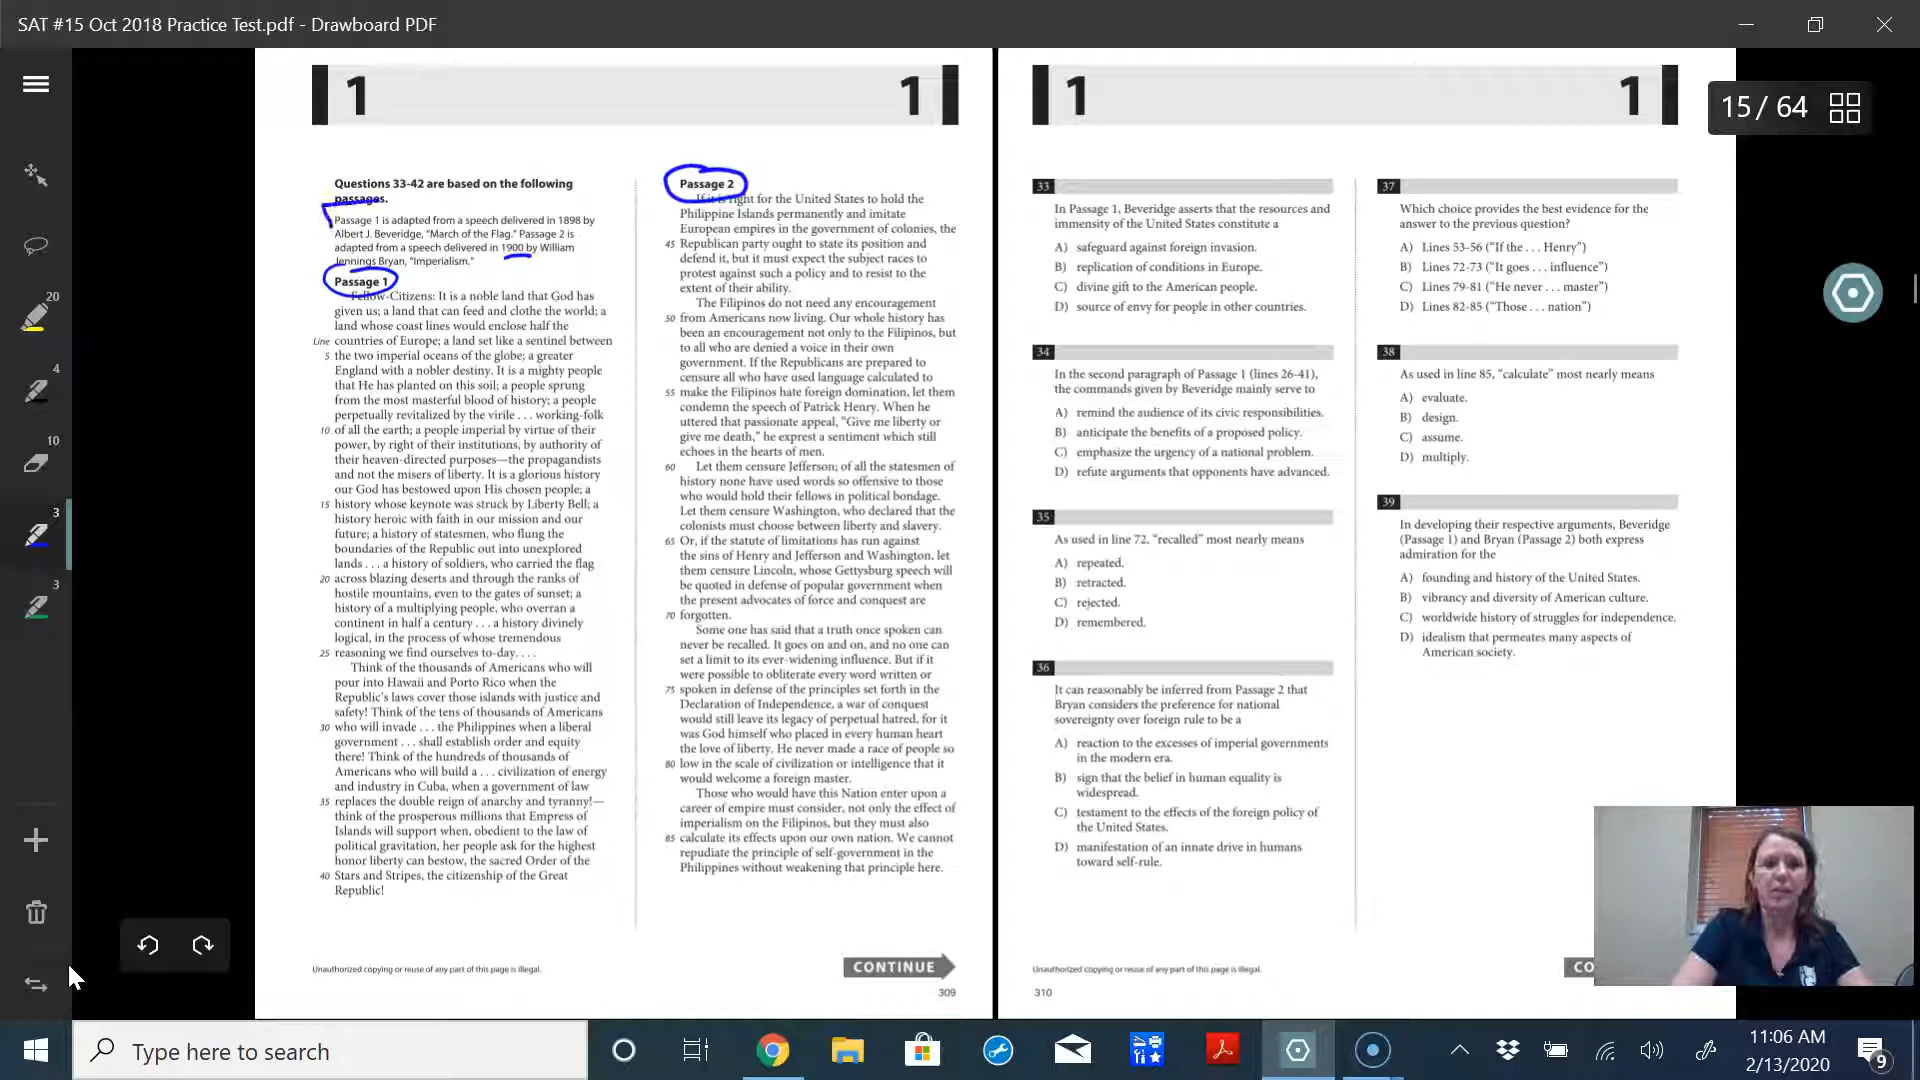 SAT #15 Oct 2018 Practice Test.pdf - Drawboard PDF
15 / 64
20
4
10
3
3
1 1
Questions 33-42 are based on the following
passages.
Passage 1 is adapted from a speech delivered in 1898 by
Albert J. Beveridge, “March of the Flag.” Passage 2 is
adapted from a speech delivered in 1900 by William
Jennings Bryan, “Imperialism.”
Passage 1
Fellow-Citizens: It is a noble land that God has
given us; a land that can feed and clothe the world; a
land whose coast lines would enclose half the
Line countries of Europe; a land set like a sentinel between
5 the two imperial oceans of the globe; a greater
England with a nobler destiny. It is a mighty people
that He has planted on this soil; a people sprung
from the most masterful blood of history; a people
perpetually revitalized by the virile . . . working-folk
10 of all the earth; a people imperial by virtue of their
power, by right of their institutions, by authority of
their heaven-directed purposes—the propagandists
and not the misers of liberty. It is a glorious history
our God has bestowed upon His chosen people; a
15 history whose keynote was struck by Liberty Bell; a
history heroic with faith in our mission and our
future; a history of statesmen, who flung the
boundaries of the Republic out into unexplored
lands . . . a history of soldiers, who carried the flag
20 across blazing deserts and through the ranks of
hostile mountains, even to the gates of sunset; a
history of a multiplying people, who overran a
continent in half a century . . . a history divinely
logical, in the process of whose tremendous
25 reasoning we find ourselves to-day. . . .
Think of the thousands of Americans who will
pour into Hawaii and Porto Rico when the
Republic's laws cover those islands with justice and
safety! Think of the tens of thousands of Americans
30 who will invade . . . the Philippines when a liberal
government . . . shall establish order and equity
there! Think of the hundreds of thousands of
Americans who will build a . . . civilization of energy
and industry in Cuba, when a government of law
35 replaces the double reign of anarchy and tyranny!—
think of the prosperous millions that Empress of
Islands will support when, obedient to the law of
political gravitation, her people ask for the highest
honor liberty can bestow, the sacred Order of the
40 Stars and Stripes, the citizenship of the Great
Republic!
Passage 2
If it is right for the United States to hold the
Philippine Islands permanently and imitate
European empires in the government of colonies, the
45 Republican party ought to state its position and
defend it, but it must expect the subject races to
protest against such a policy and to resist to the
extent of their ability.
The Filipinos do not need any encouragement
50 from Americans now living. Our whole history has
been an encouragement not only to the Filipinos, but
to all who are denied a voice in their own
government. If the Republicans are prepared to
censure all who have used language calculated to
55 make the Filipinos hate foreign domination, let them
condemn the speech of Patrick Henry. When he
uttered that passionate appeal, “Give me liberty or
give me death,” he exprest a sentiment which still
echoes in the hearts of men.
60 Let them censure Jefferson; of all the statesmen of
history none have used words so offensive to those
who would hold their fellows in political bondage.
Let them censure Washington, who declared that the
colonists must choose between liberty and slavery.
65 Or, if the statute of limitations has run against
the sins of Henry and Jefferson and Washington, let
them censure Lincoln, whose Gettysburg speech will
be quoted in defense of popular government when
the present advocates of force and conquest are
70 forgotten.
Some one has said that a truth once spoken can
never be recalled. It goes on and on, and no one can
set a limit to its ever-widening influence. But if it
were possible to obliterate every word written or
75 spoken in defense of the principles set forth in the
Declaration of Independence, a war of conquest
would still leave its legacy of perpetual hatred, for it
was God himself who placed in every human heart
the love of liberty. He never made a race of people so
80 low in the scale of civilization or intelligence that it
would welcome a foreign master.
Those who would have this Nation enter upon a
career of empire must consider, not only the effect of
imperialism on the Filipinos, but they must also
85 calculate its effects upon our own nation. We cannot
repudiate the principle of self-government in the
Philippines without weakening that principle here.
Unauthorized copying or reuse of any part of this page is illegal.
CONTINUE
309
1 1
33
In Passage 1, Beveridge asserts that the resources and
immensity of the United States constitute a
A) safeguard against foreign invasion.
B) replication of conditions in Europe.
C) divine gift to the American people.
D) source of envy for people in other countries.
34
In the second paragraph of Passage 1 (lines 26-41),
the commands given by Beveridge mainly serve to
A) remind the audience of its civic responsibilities.
B) anticipate the benefits of a proposed policy.
C) emphasize the urgency of a national problem.
D) refute arguments that opponents have advanced.
35
As used in line 72, “recalled” most nearly means
A) repeated.
B) retracted.
C) rejected.
D) remembered.
36
It can reasonably be inferred from Passage 2 that
Bryan considers the preference for national
sovereignty over foreign rule to be a
A) reaction to the excesses of imperial governments
in the modern era.
B) sign that the belief in human equality is
widespread.
C) testament to the effects of the foreign policy of
the United States.
D) manifestation of an innate drive in humans
toward self-rule.
37
Which choice provides the best evidence for the
answer to the previous question?
A) Lines 53-56 (“If the . . . Henry”)
B) Lines 72-73 (“It goes . . . influence”)
C) Lines 79-81 (“He never . . . master”)
D) Lines 82-85 (“Those . . . nation”)
38
As used in line 85, “calculate” most nearly means
A) evaluate.
B) design.
C) assume.
D) multiply.
39
In developing their respective arguments, Beveridge
(Passage 1) and Bryan (Passage 2) both express
admiration for the
A) founding and history of the United States.
B) vibrancy and diversity of American culture.
C) worldwide history of struggles for independence.
D) idealism that permeates many aspects of
American society.
Unauthorized copying or reuse of any part of this page is illegal.
CO
310
Type here to search
11:06 AM
2/13/2020
9